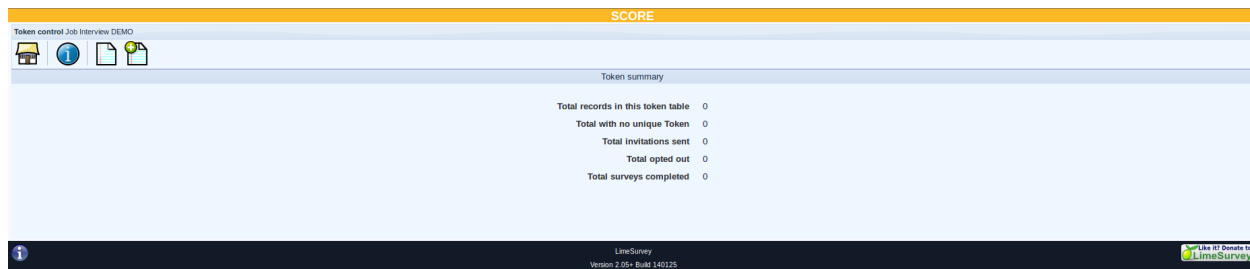 SCORE
Token control Job Interview DEMO
Token summary
Total records in this token table 0
Total with no unique Token 0
Total invitations sent 0
Total opted out 0
Total surveys completed 0
LimeSurvey
Version 2.05+ Build 140125
Like it? Donate to
LimeSurvey